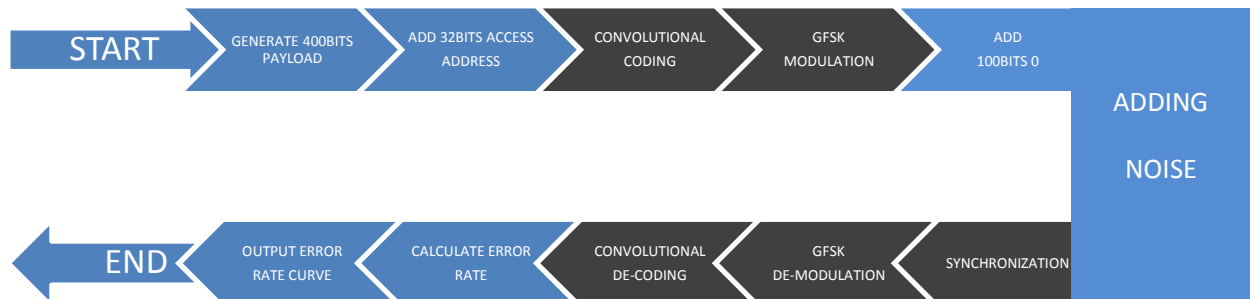 START
GENERATE 400BITS
PAYLOAD
ADD 32BITS ACCESS
ADDRESS
CONVOLUTIONAL
CODING
GFSK
MODULATION
ADD
100BITS 0
ADDING
NOISE
SYNCHRONIZATION
GFSK
DE-MODULATION
CONVOLUTIONAL
DE-CODING
CALCULATE ERROR
RATE
OUTPUT ERROR
RATE CURVE
END